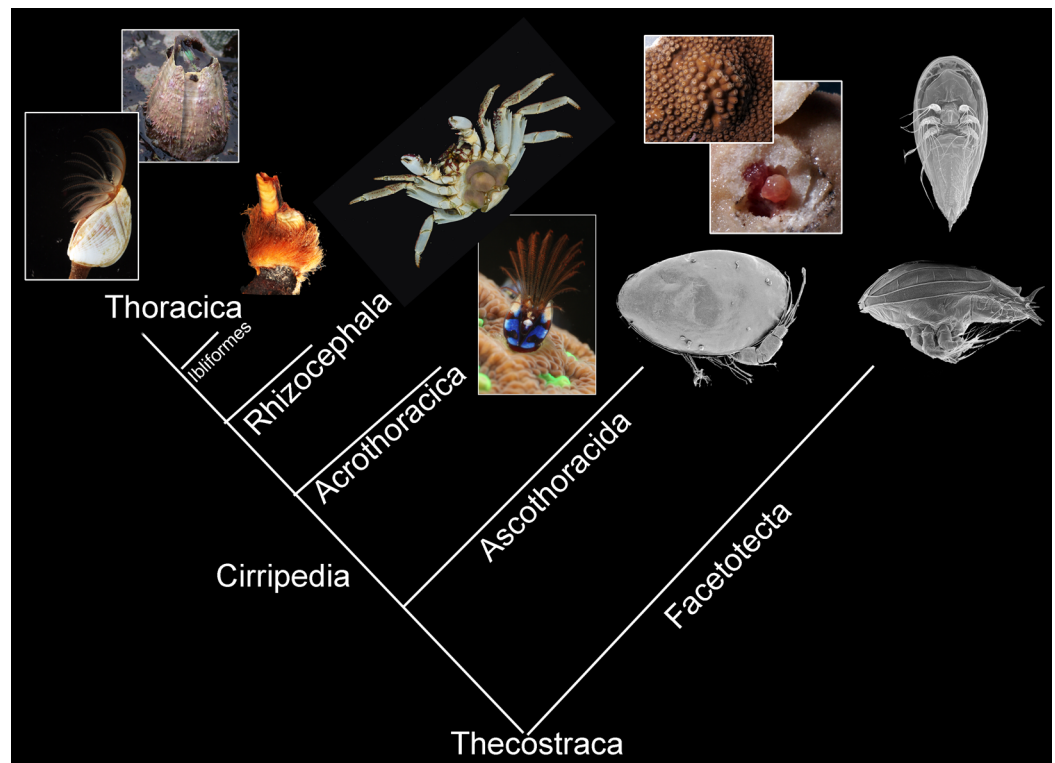 Thoracica
Ibliformes
Rhizocephala
Acrothoracica
Ascothoracida
Facetotecta
Cirripedia
Thecostraca